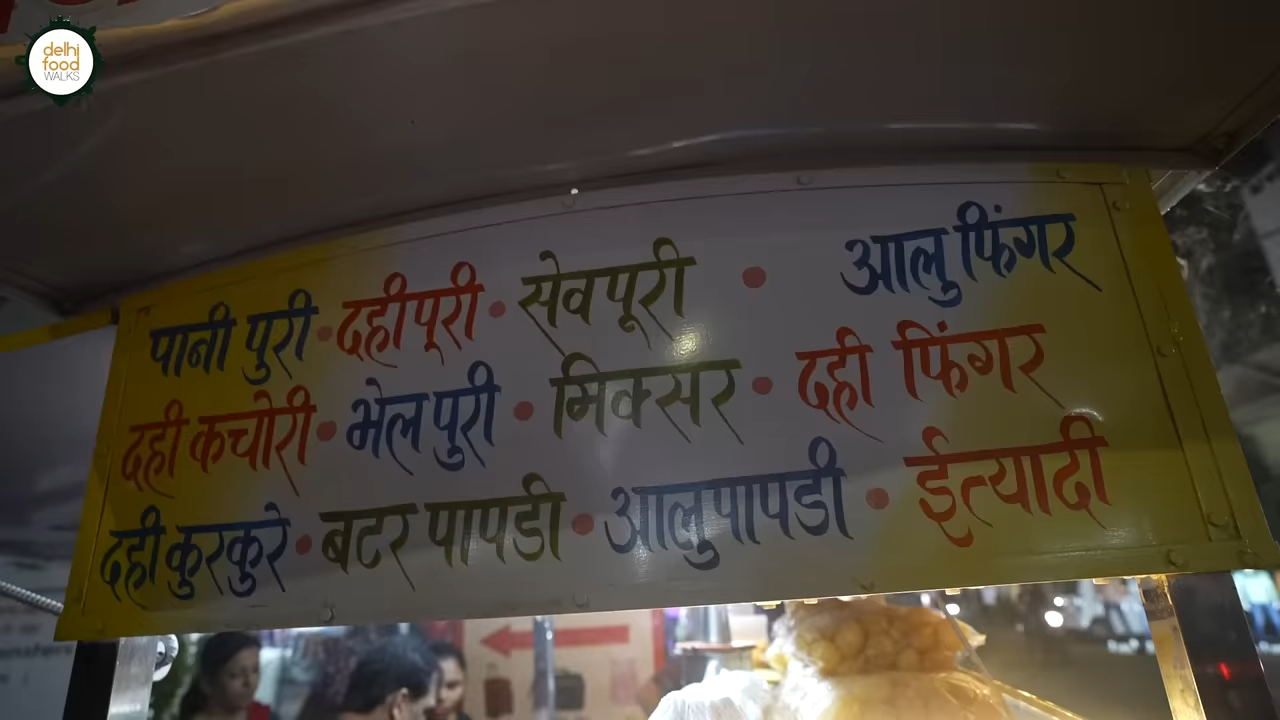 delhi
food
WALKS
पानी पुरी • दहीपूरी • सेवपूरी • आलु फिंगर
दही कचोरी • भेलपुरी • मिक्सर • दही फिंगर
दही कुरकुरे • बटर पापडी • आलुपापडी • ईत्यादी